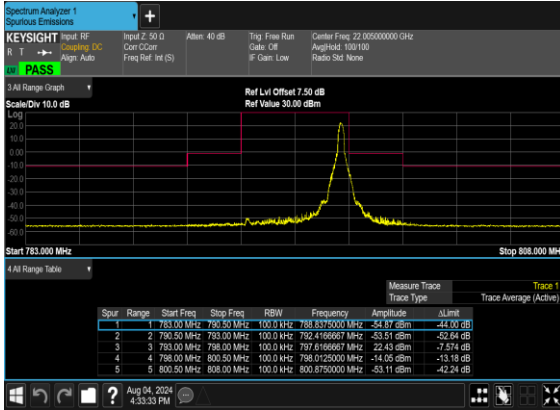 Spectrum Analyzer 1
Spurious Emissions
+
KEYSIGHT
R T
PASS
Input: RF
Coupling: DC
Align: Auto
Input Z: 50 Ω
Corr CCorr
Freq Ref: Int (S)
Atten: 40 dB
Trig: Free Run
Gate: Off
IF Gain: Low
Center Freq: 22.005000000 GHz
Avg|Hold: 100/100
Radio Std: None
3 All Range Graph
Scale/Div 10.0 dB
Ref Lvl Offset 7.50 dB
Ref Value 30.00 dBm
Log
20.0
10.0
0.00
-10.0
-20.0
-30.0
-40.0
-50.0
-60.0
Start 783.000 MHz
Stop 808.000 MH
4 All Range Table
Measure Trace Trace 1
Trace Type Trace Average (Active)
Spur Range Start Freq Stop Freq RBW Frequency Amplitude ΔLimit
1 1 783.00 MHz 790.50 MHz 100.0 kHz 788.8375000 MHz -54.87 dBm -44.00 dB
2 2 790.50 MHz 793.00 MHz 100.0 kHz 792.4166667 MHz -53.51 dBm -52.64 dB
3 3 793.00 MHz 798.00 MHz 100.0 kHz 797.6166667 MHz 22.43 dBm -7.574 dB
4 4 798.00 MHz 800.50 MHz 100.0 kHz 798.0125000 MHz -14.05 dBm -13.18 dB
5 5 800.50 MHz 808.00 MHz 100.0 kHz 800.8750000 MHz -53.11 dBm -42.24 dB
?
Aug 04, 2024
4:33:33 PM